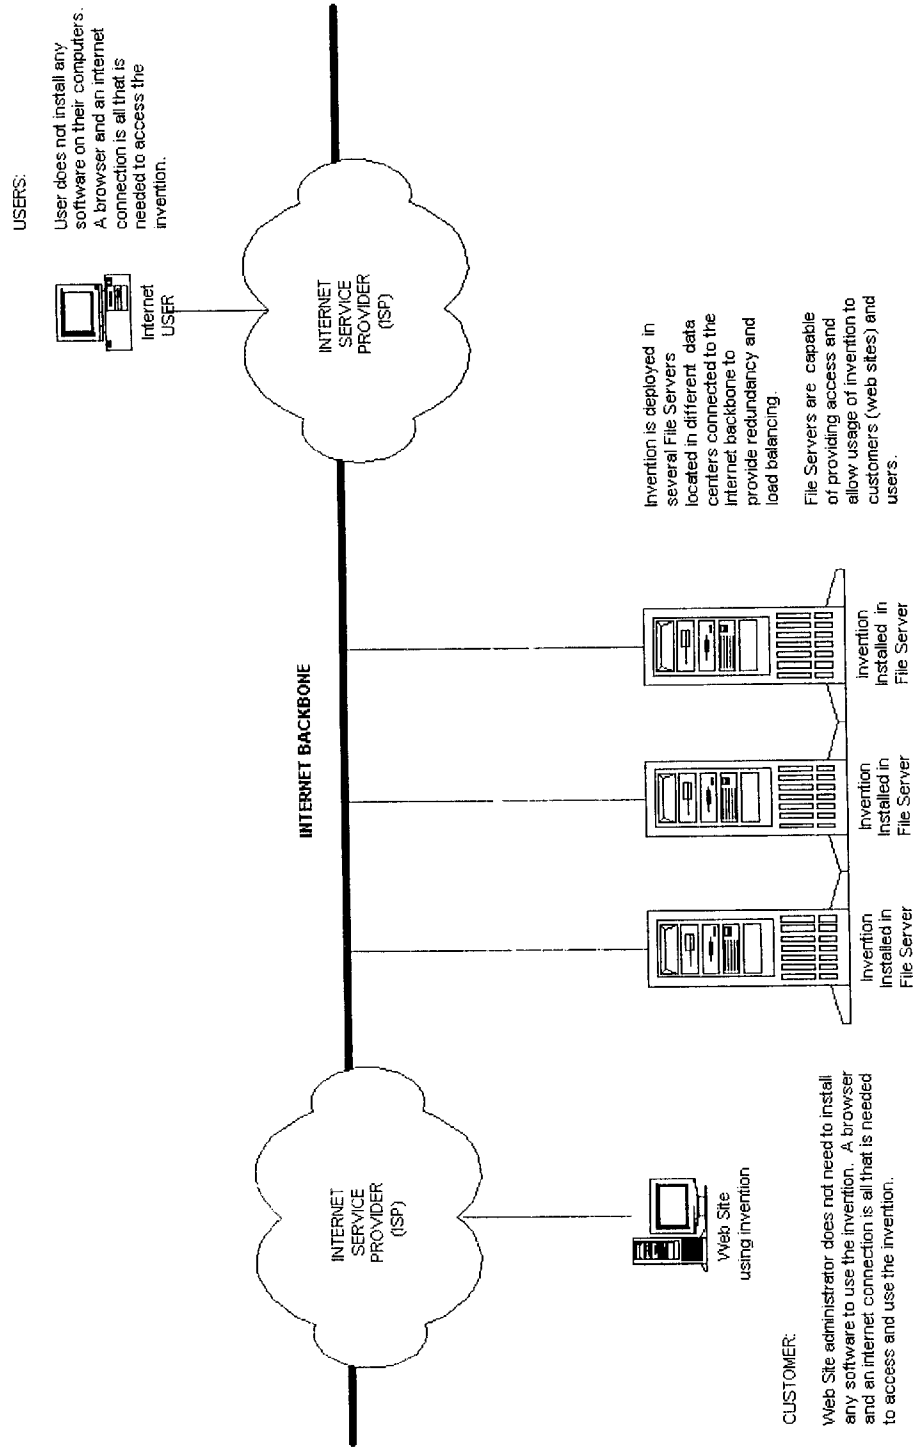 USERS:
User does not install any
software on their computers.
A browser and an internet
connection is all that is
needed to access the
invention.
Internet
USER
INTERNET
SERVICE
PROVIDER
(ISP)
INTERNET BACKBONE
INTERNET
SERVICE
PROVIDER
(ISP)
Invention is deployed in
several File Servers
located in different data
centers connected to the
internet backbone to
provide redundancy and
load balancing.
File Servers are capable
of providing access and
allow usage of invention to
customers (web sites) and
users.
Invention
Installed in
File Server
Invention
Installed in
File Server
Invention
Installed in
File Server
Web Site
using invention
CUSTOMER:
Web Site administrator does not need to install
any software to use the invention. A browser
and an internet connection is all that is needed
to access and use the invention.